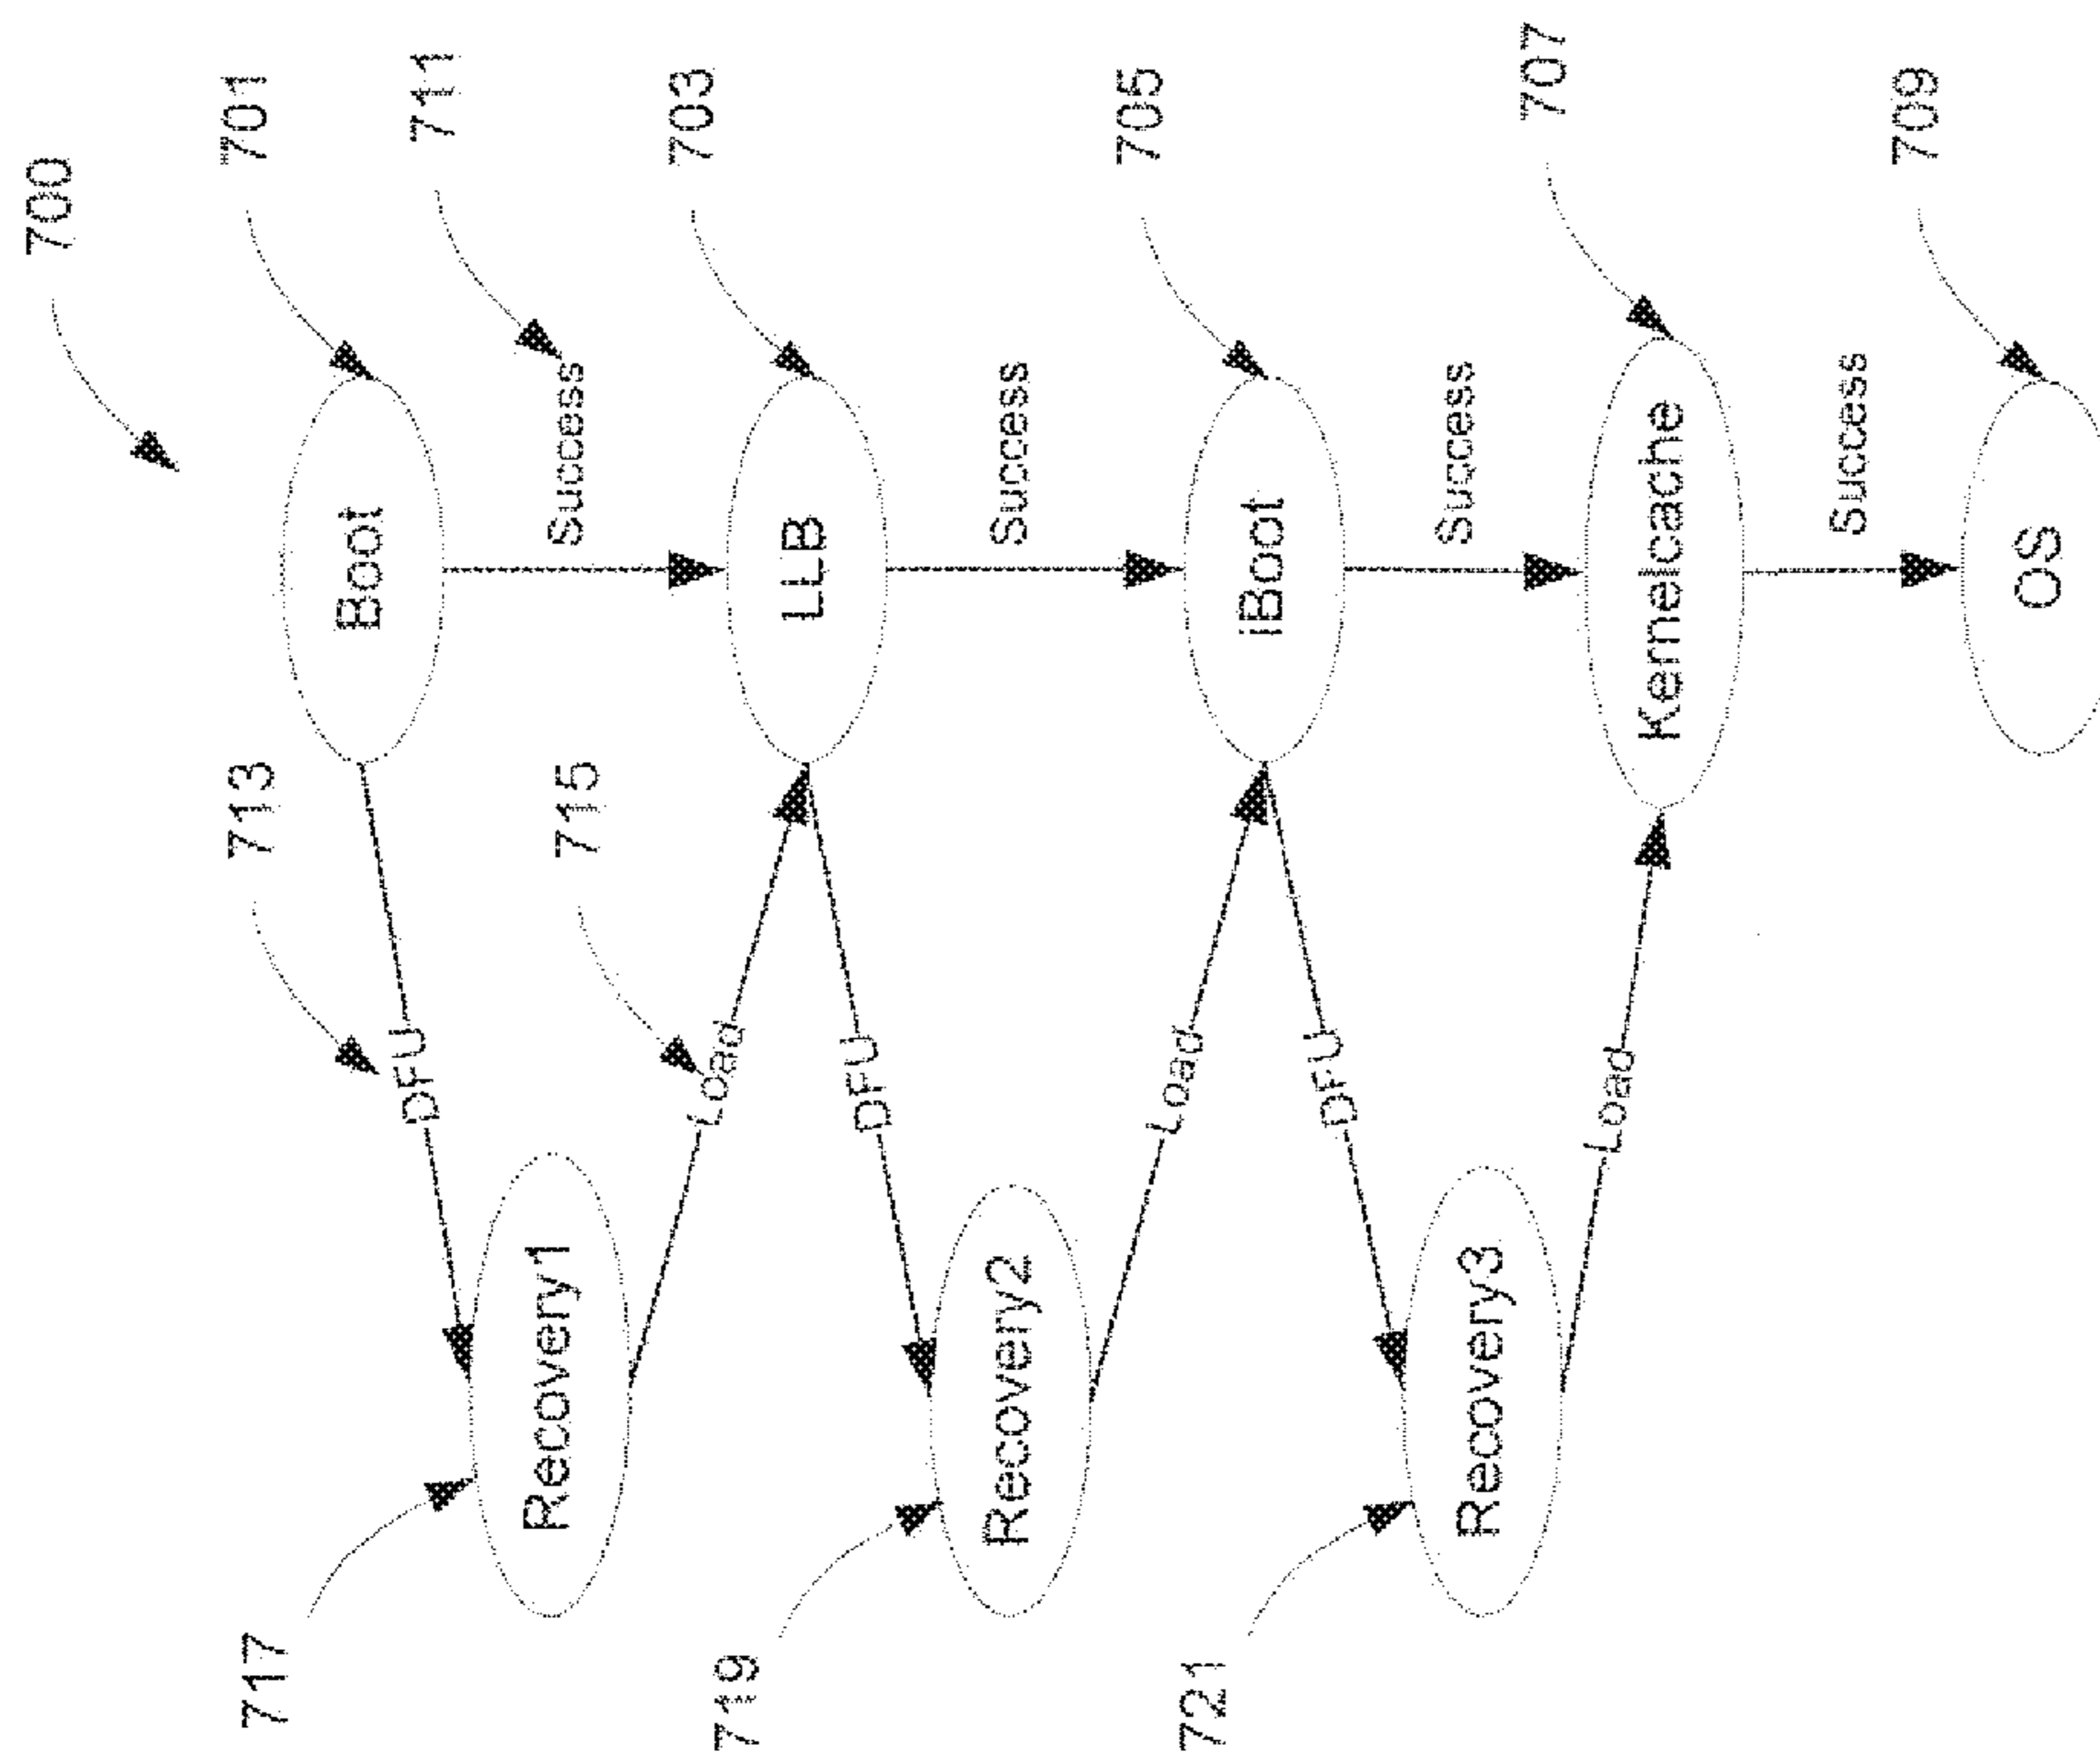 700
701
711
703
705
707
709
Boot
Success
LLB
Success
iBoot
Success
Kernelcache
Success
OS
713
715
DFU
Load
DFU
Load
DFU
Load
Recovery1
Recovery2
Recovery3
717
719
721